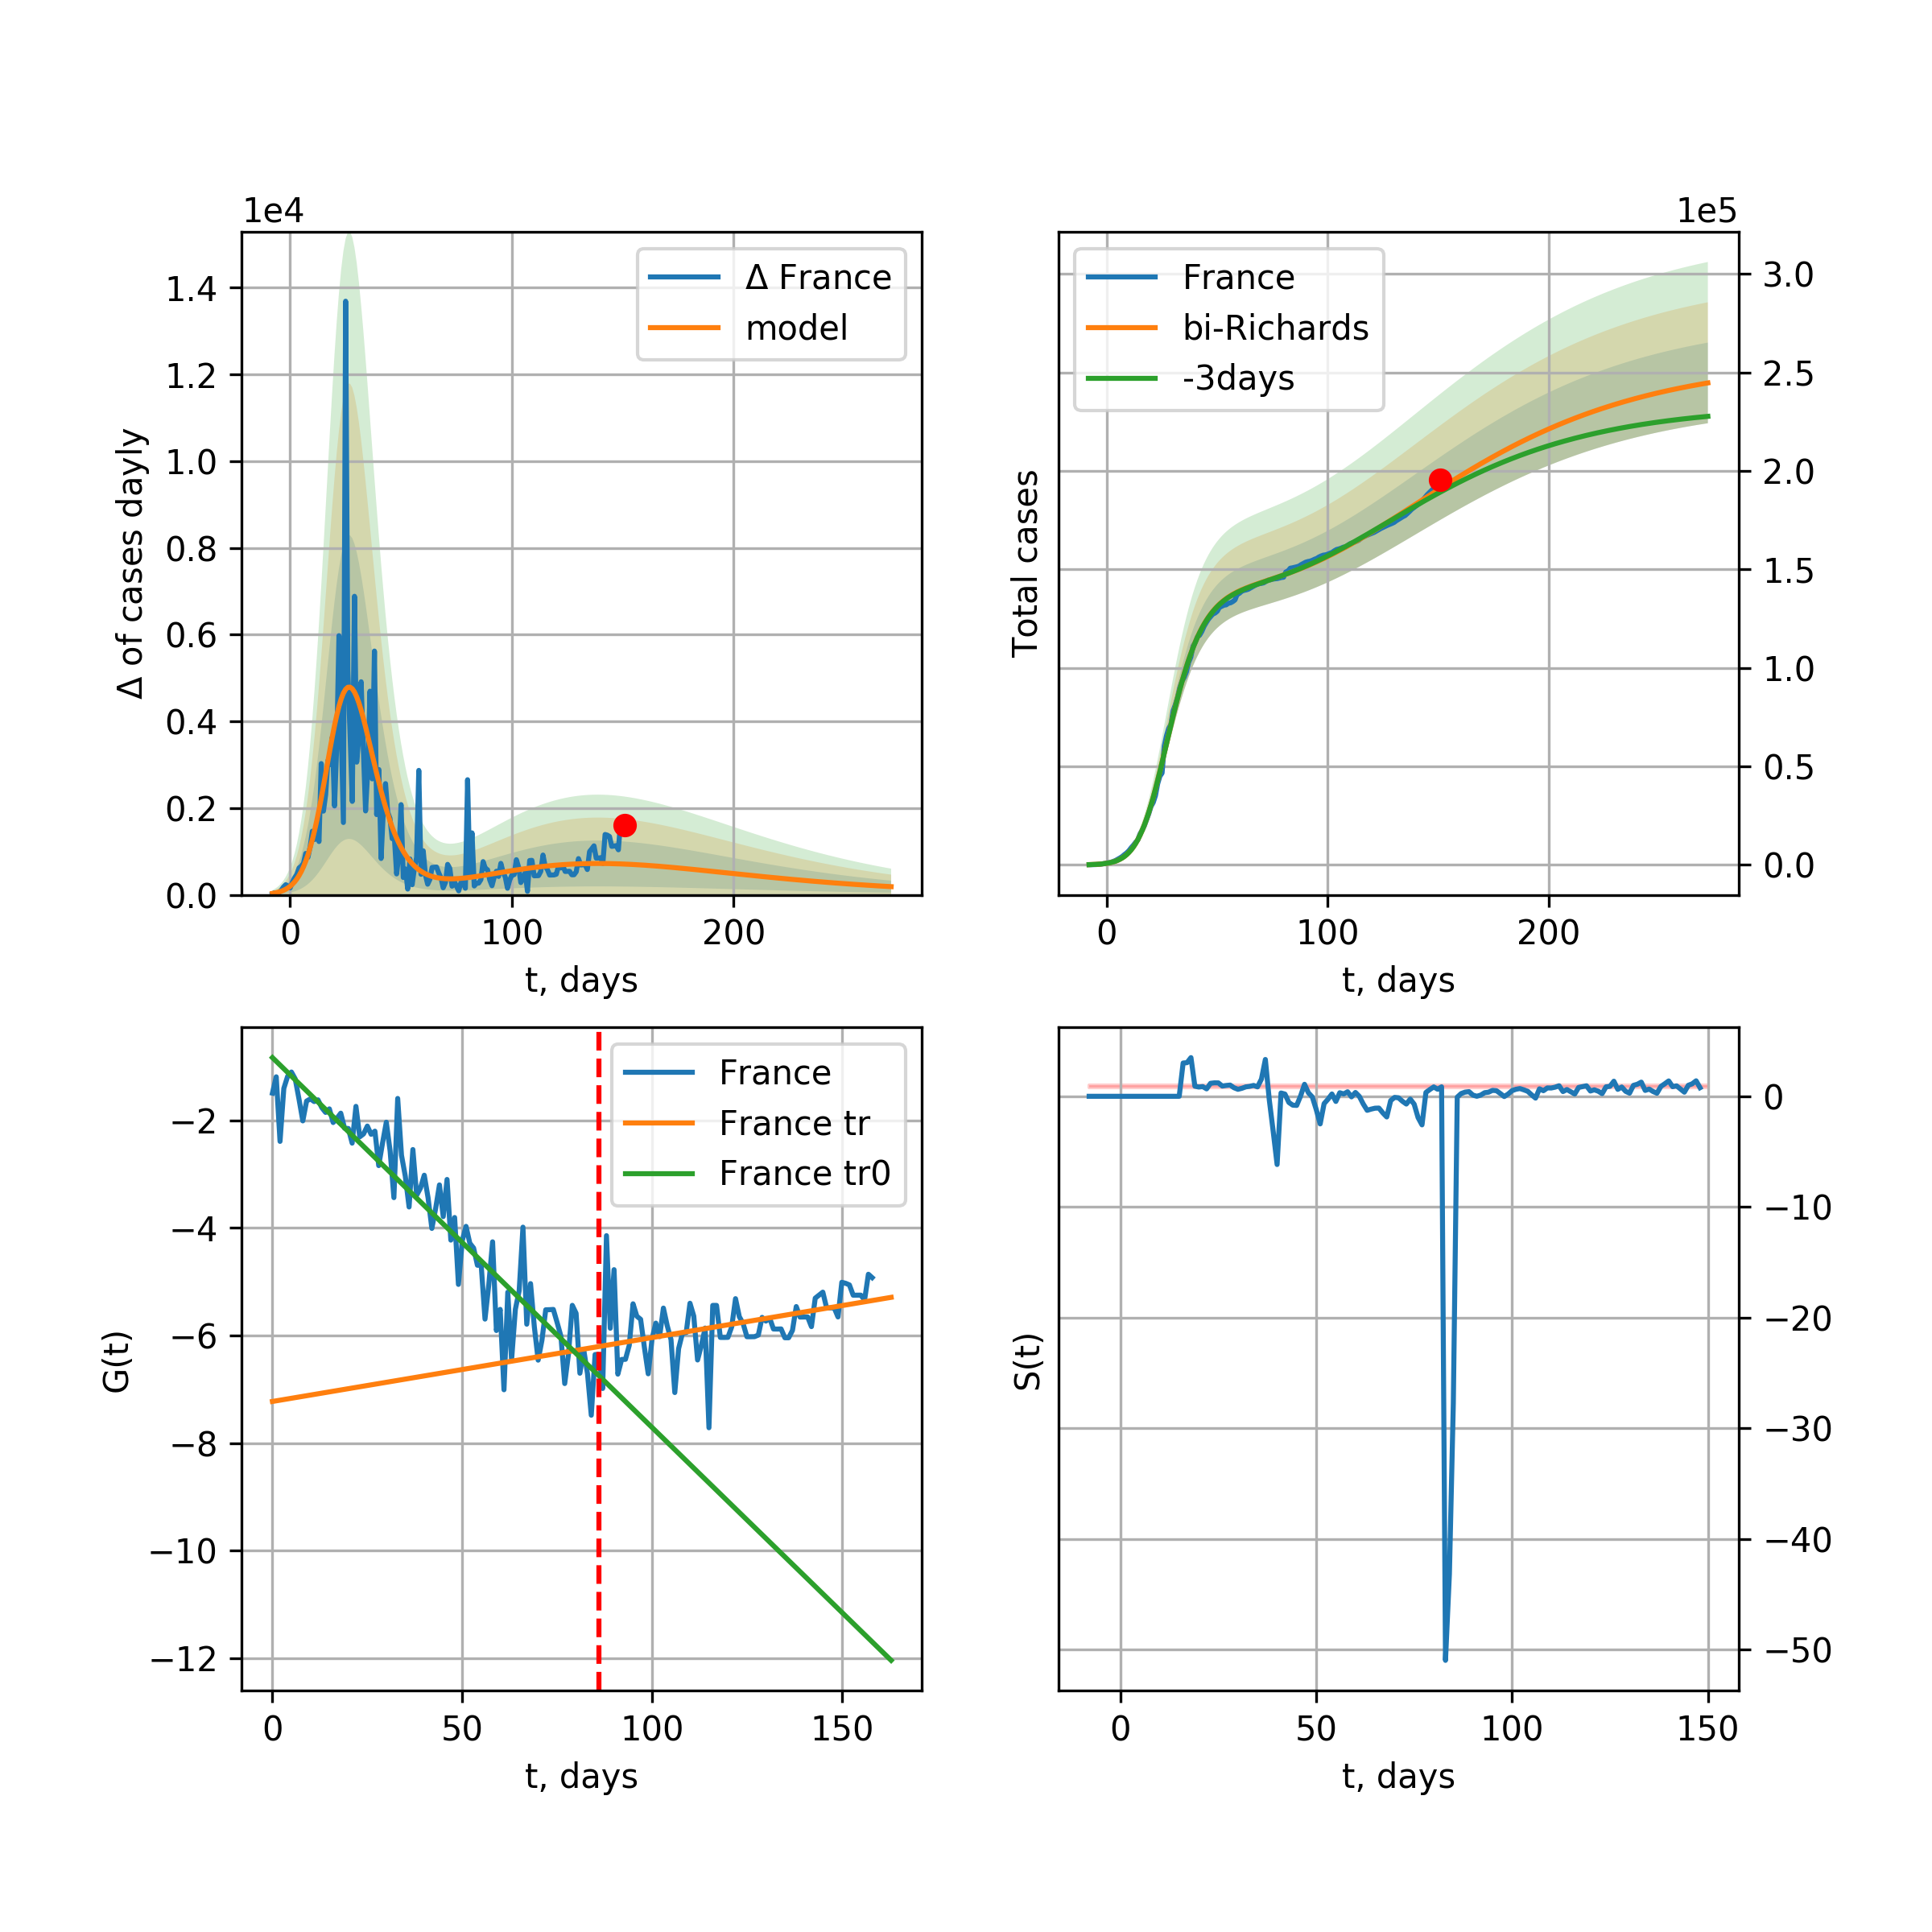 1e4
Δ of cases dayly
1.4
1.2
1.0
0.8
0.6
0.4
0.2
0.0
0 100 200
t, days
Δ France
model
1e5
Total cases
3.0
2.5
2.0
1.5
1.0
0.5
0.0
0 100 200
t, days
France
bi-Richards
-3days
G(t)
−2
−4
−6
−8
−10
−12
0 50 100 150
t, days
France
France tr
France tr0
S(t)
0
−10
−20
−30
−40
−50
0 50 100 150
t, days